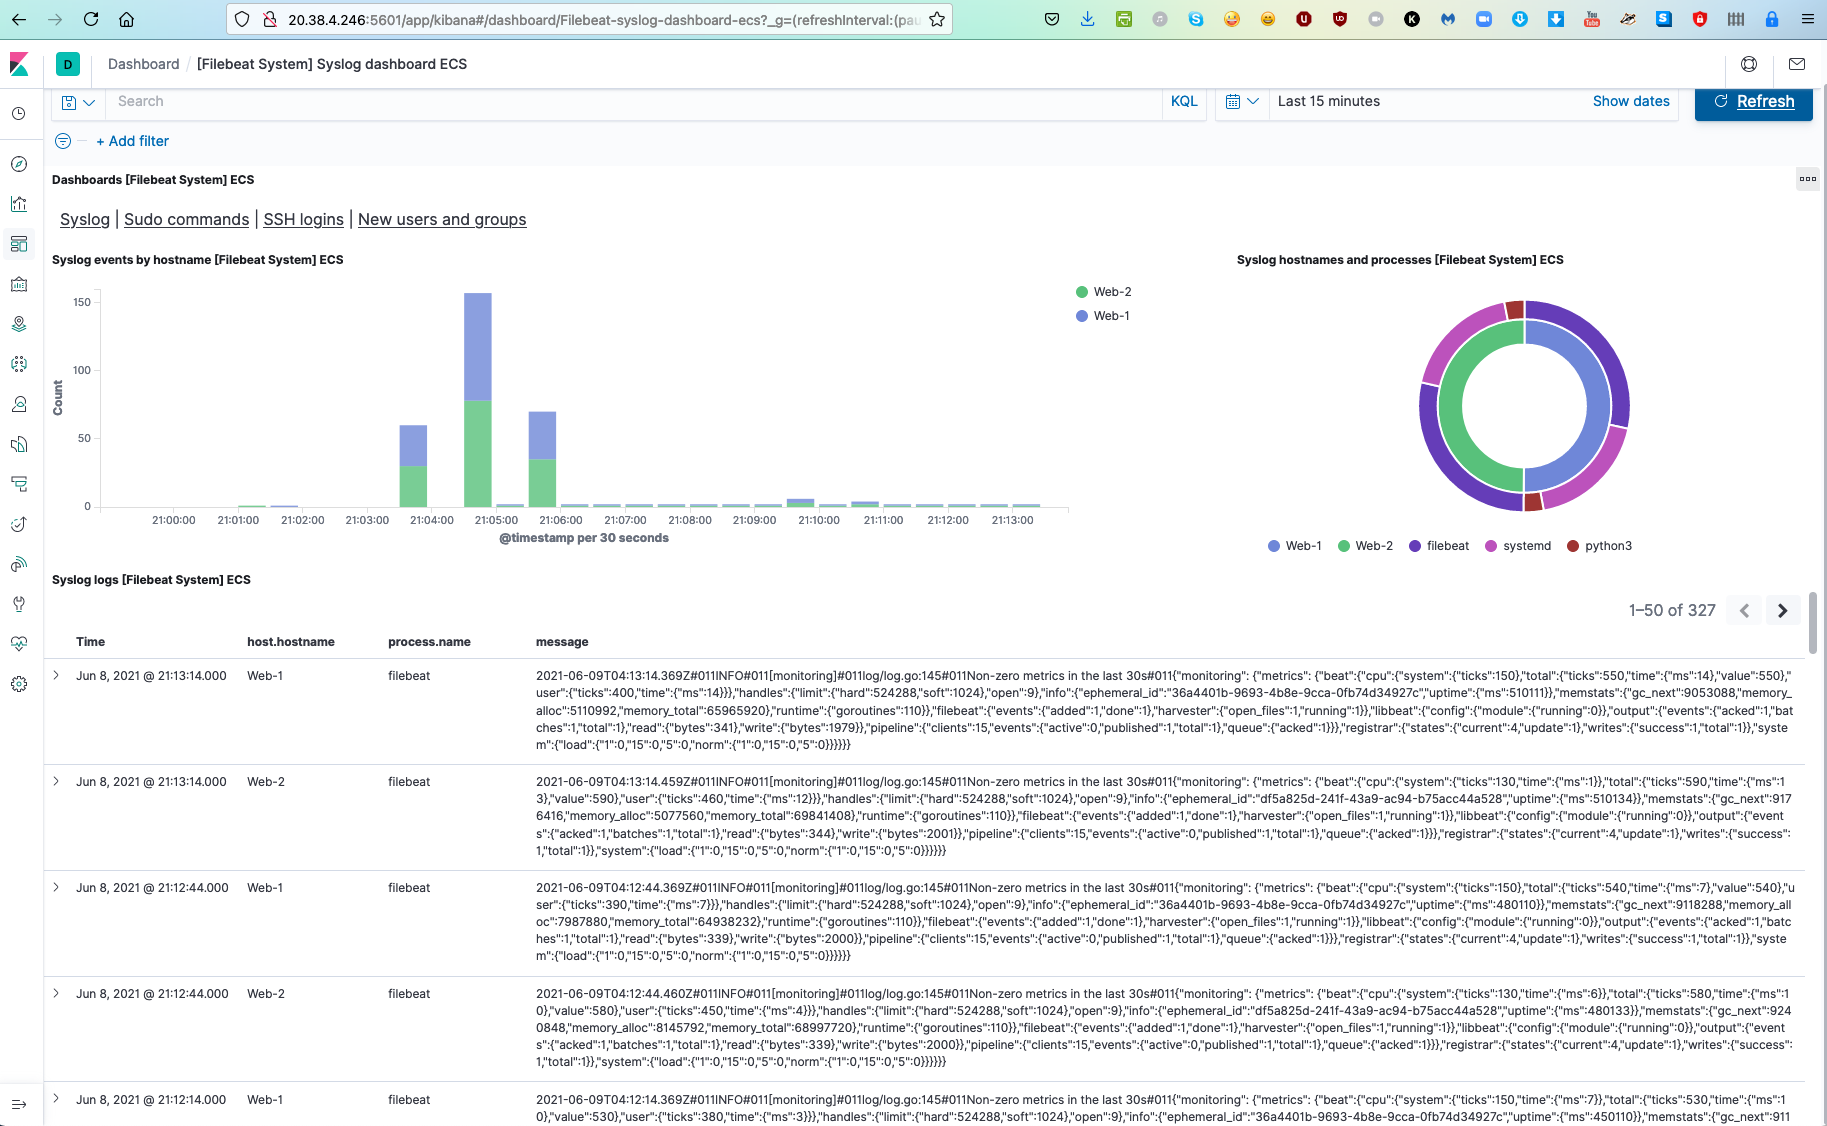 20.38.4.246:5601/app/kibana#/dashboard/Filebeat-syslog-dashboard-ecs?_g=(refreshInterval:(pau
D Dashboard / [Filebeat System] Syslog dashboard ECS
Search KQL Last 15 minutes Show dates Refresh
+ Add filter
Dashboards [Filebeat System] ECS
Syslog | Sudo commands | SSH logins | New users and groups
Syslog events by hostname [Filebeat System] ECS
Count
150
100
50
0
21:00:00 21:01:00 21:02:00 21:03:00 21:04:00 21:05:00 21:06:00 21:07:00 21:08:00 21:09:00 21:10:00 21:11:00 21:12:00 21:13:00
@timestamp per 30 seconds
Web-2
Web-1
Syslog hostnames and processes [Filebeat System] ECS
Web-1 Web-2 filebeat systemd python3
Syslog logs [Filebeat System] ECS
1–50 of 327
Time host.hostname process.name message
Jun 8, 2021 @ 21:13:14.000 Web-1 filebeat 2021-06-09T04:13:14.369Z#011INFO#011[monitoring]#011log/log.go:145#011Non-zero metrics in the last 30s#011{"monitoring": {"metrics": {"beat":{"cpu":{"system":{"ticks":150},"total":{"ticks":550,"time":{"ms":14},"value":550},"
user":{"ticks":400,"time":{"ms":14}}},"handles":{"limit":{"hard":524288,"soft":1024},"open":9},"info":{"ephemeral_id":"36a4401b-9693-4b8e-9cca-0fb74d34927c","uptime":{"ms":510111}},"memstats":{"gc_next":9053088,"memory_
alloc":5110992,"memory_total":65965920},"runtime":{"goroutines":110}},"filebeat":{"events":{"added":1,"done":1},"harvester":{"open_files":1,"running":1}},"libbeat":{"config":{"module":{"running":0}},"output":{"events":{"acked":1,"bat
ches":1,"total":1},"read":{"bytes":341},"write":{"bytes":1979}},"pipeline":{"clients":15,"events":{"active":0,"published":1,"total":1},"queue":{"acked":1}}},"registrar":{"states":{"current":4,"update":1},"writes":{"success":1,"total":1}},"syste
m":{"load":{"1":0,"15":0,"5":0,"norm":{"1":0,"15":0,"5":0}}}}}}
Jun 8, 2021 @ 21:13:14.000 Web-2 filebeat 2021-06-09T04:13:14.459Z#011INFO#011[monitoring]#011log/log.go:145#011Non-zero metrics in the last 30s#011{"monitoring": {"metrics": {"beat":{"cpu":{"system":{"ticks":130,"time":{"ms":1}},"total":{"ticks":590,"time":{"ms":1
3},"value":590},"user":{"ticks":460,"time":{"ms":12}}},"handles":{"limit":{"hard":524288,"soft":1024},"open":9},"info":{"ephemeral_id":"df5a825d-241f-43a9-ac94-b75acc44a528","uptime":{"ms":510134}},"memstats":{"gc_next":917
6416,"memory_alloc":5077560,"memory_total":69841408},"runtime":{"goroutines":110}},"filebeat":{"events":{"added":1,"done":1},"harvester":{"open_files":1,"running":1}},"libbeat":{"config":{"module":{"running":0}},"output":{"event
s":{"acked":1,"batches":1,"total":1},"read":{"bytes":344},"write":{"bytes":2001}},"pipeline":{"clients":15,"events":{"active":0,"published":1,"total":1},"queue":{"acked":1}}},"registrar":{"states":{"current":4,"update":1},"writes":{"success":
1,"total":1}},"system":{"load":{"1":0,"15":0,"5":0,"norm":{"1":0,"15":0,"5":0}}}}}}
Jun 8, 2021 @ 21:12:44.000 Web-1 filebeat 2021-06-09T04:12:44.369Z#011INFO#011[monitoring]#011log/log.go:145#011Non-zero metrics in the last 30s#011{"monitoring": {"metrics": {"beat":{"cpu":{"system":{"ticks":150},"total":{"ticks":540,"time":{"ms":7},"value":540},"u
ser":{"ticks":390,"time":{"ms":7}}},"handles":{"limit":{"hard":524288,"soft":1024},"open":9},"info":{"ephemeral_id":"36a4401b-9693-4b8e-9cca-0fb74d34927c","uptime":{"ms":480110}},"memstats":{"gc_next":9118288,"memory_all
oc":7987880,"memory_total":64938232},"runtime":{"goroutines":110}},"filebeat":{"events":{"added":1,"done":1},"harvester":{"open_files":1,"running":1}},"libbeat":{"config":{"module":{"running":0}},"output":{"events":{"acked":1,"batc
hes":1,"total":1},"read":{"bytes":339},"write":{"bytes":2000}},"pipeline":{"clients":15,"events":{"active":0,"published":1,"total":1},"queue":{"acked":1}}},"registrar":{"states":{"current":4,"update":1},"writes":{"success":1,"total":1}},"syste
m":{"load":{"1":0,"15":0,"5":0,"norm":{"1":0,"15":0,"5":0}}}}}}
Jun 8, 2021 @ 21:12:44.000 Web-2 filebeat 2021-06-09T04:12:44.460Z#011INFO#011[monitoring]#011log/log.go:145#011Non-zero metrics in the last 30s#011{"monitoring": {"metrics": {"beat":{"cpu":{"system":{"ticks":130,"time":{"ms":6}},"total":{"ticks":580,"time":{"ms":1
0},"value":580},"user":{"ticks":450,"time":{"ms":4}}},"handles":{"limit":{"hard":524288,"soft":1024},"open":9},"info":{"ephemeral_id":"df5a825d-241f-43a9-ac94-b75acc44a528","uptime":{"ms":480133}},"memstats":{"gc_next":924
0848,"memory_alloc":8145792,"memory_total":68997720},"runtime":{"goroutines":110}},"filebeat":{"events":{"added":1,"done":1},"harvester":{"open_files":1,"running":1}},"libbeat":{"config":{"module":{"running":0}},"output":{"event
s":{"acked":1,"batches":1,"total":1},"read":{"bytes":339},"write":{"bytes":2000}},"pipeline":{"clients":15,"events":{"active":0,"published":1,"total":1},"queue":{"acked":1}}},"registrar":{"states":{"current":4,"update":1},"writes":{"success":
1,"total":1}},"system":{"load":{"1":0,"15":0,"5":0,"norm":{"1":0,"15":0,"5":0}}}}}}
Jun 8, 2021 @ 21:12:14.000 Web-1 filebeat 2021-06-09T04:12:14.369Z#011INFO#011[monitoring]#011log/log.go:145#011Non-zero metrics in the last 30s#011{"monitoring": {"metrics": {"beat":{"cpu":{"system":{"ticks":150,"time":{"ms":7}},"total":{"ticks":530,"time":{"ms":1
0},"value":530},"user":{"ticks":380,"time":{"ms":3}}},"handles":{"limit":{"hard":524288,"soft":1024},"open":9},"info":{"ephemeral_id":"36a4401b-9693-4b8e-9cca-0fb74d34927c","uptime":{"ms":450110}},"memstats":{"gc_next":911